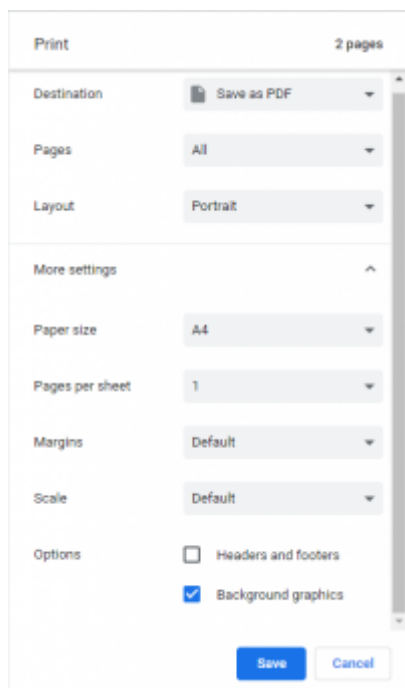 Print 2 pages
Destination Save as PDF
Pages All
Layout Portrait
More settings
Paper size A4
Pages per sheet 1
Margins Default
Scale Default
Options Headers and footers
Background graphics
Save Cancel